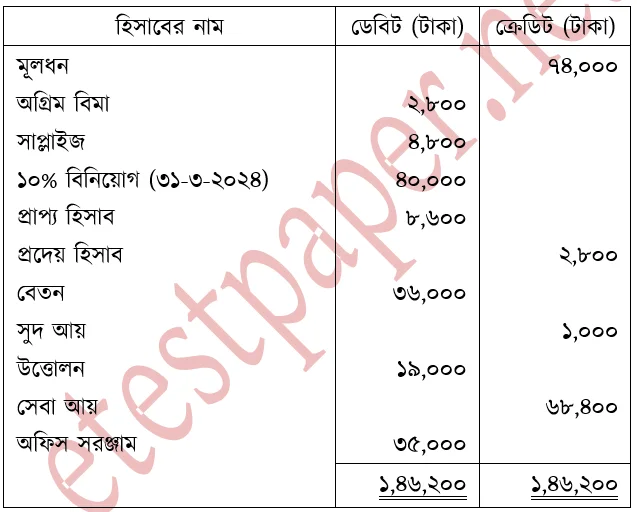 হিসাবের নাম ডেবিট (টাকা) ক্রেডিট (টাকা)
মূলধন ৭৪,০০০
অগ্রিম বিমা ২,৮০০
সাপ্লাইজ ৪,৮০০
১০% বিনিয়োগ (৩১-৩-২০২৪) ৪০,০০০
প্রাপ্য হিসাব ৮,৬০০
প্রদেয় হিসাব ২,৮০০
বেতন ৩৬,০০০
সুদ আয় ১,০০০
উত্তোলন ১৯,০০০
সেবা আয় ৬৮,৪০০
অফিস সরঞ্জাম ৩৫,০০০
১,৪৬,২০০ ১,৪৬,২০০
etestpaper.net